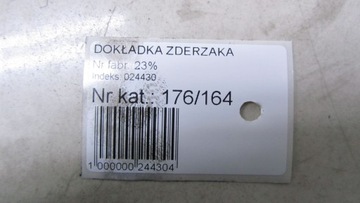 DOKŁADKA ZDERZAKA
Nr fabr. 23%
indeks: 024430
Nr kat.: 176/164
1 000000 244304